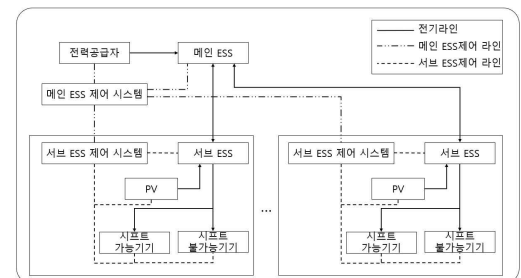 전기라인
메인 ESS제어 라인
서브 ESS제어 라인
전력공급자
메인 ESS
메인 ESS 제어 시스템
서브 ESS 제어 시스템
서브 ESS
PV
시프트
가능기기
시프트
불가능기기
...
서브 ESS 제어 시스템
서브 ESS
PV
시프트
가능기기
시프트
불가능기기